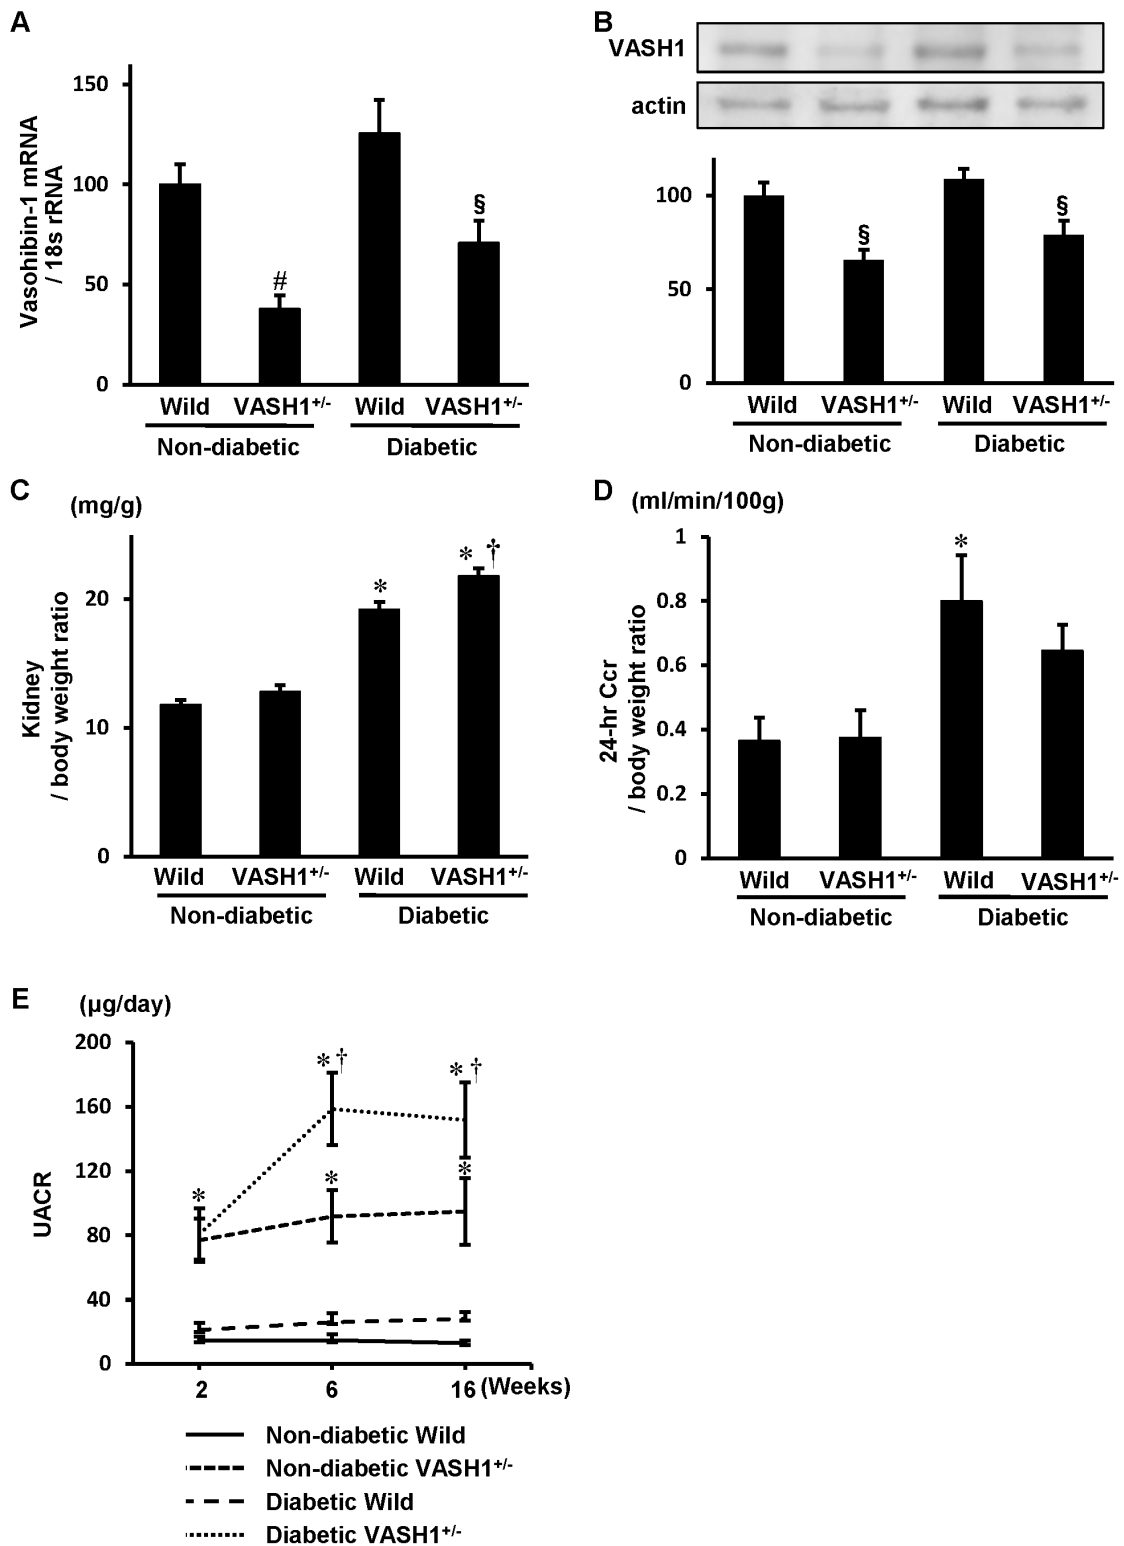 A
150
100
50
0
Vasohibin-1 mRNA
/ 18s rRNA
#
§
Wild VASH1+/- Wild VASH1+/-
Non-diabetic Diabetic
B
VASH1
actin
100
50
0
§
§
Wild VASH1+/- Wild VASH1+/-
Non-diabetic Diabetic
C
(mg/g)
20
10
0
Kidney
/ body weight ratio
*
* †
Wild VASH1+/- Wild VASH1+/-
Non-diabetic Diabetic
D
(ml/min/100g)
1
0.8
0.6
0.4
0.2
0
24-hr Ccr
/ body weight ratio
*
Wild VASH1+/- Wild VASH1+/-
Non-diabetic Diabetic
E
(μg/day)
200
160
120
80
40
0
UACR
* †
* †
*
*
*
2 6 16 (Weeks)
Non-diabetic Wild
Non-diabetic VASH1+/-
Diabetic Wild
Diabetic VASH1+/-